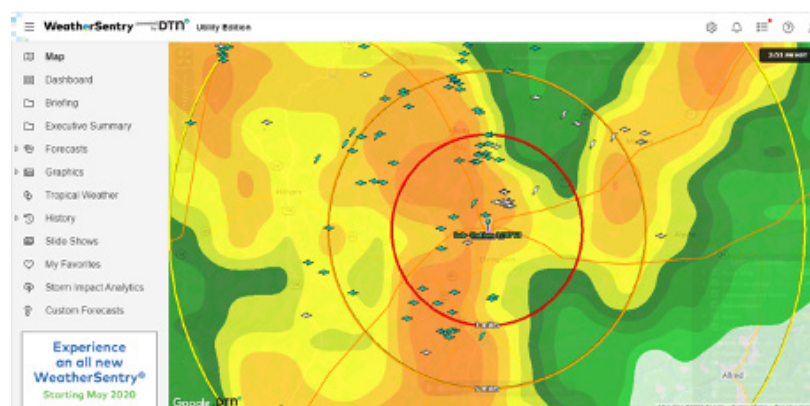 WeatherSentry DTN® Utility Edition
Map
Dashboard
Briefing
Executive Summary
Forecasts
Graphics
Tropical Weather
History
Slide Shows
My Favorites
Storm Impact Analytics
Custom Forecasts
Experience
an all new
WeatherSentry®
Starting May 2020
Google DTN
Alfred